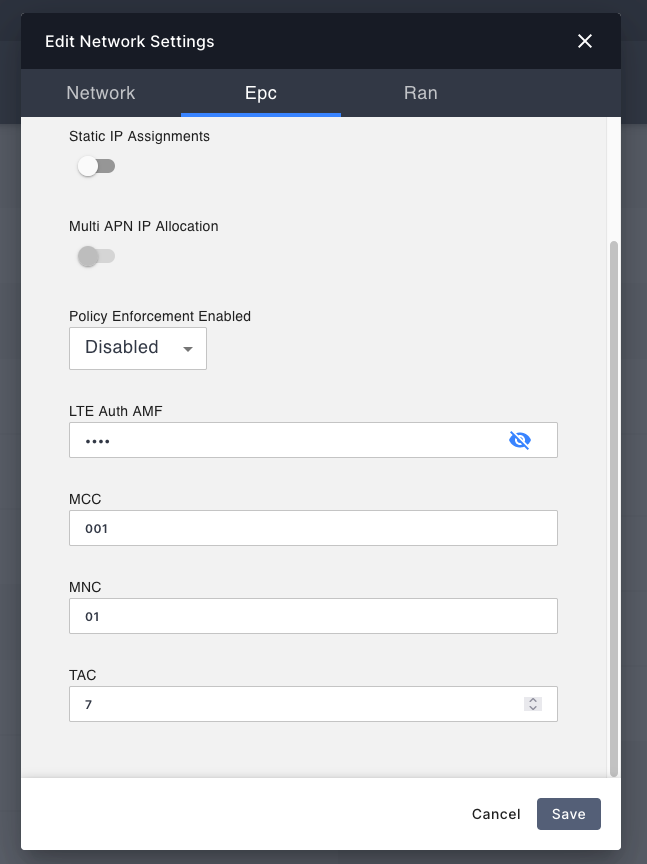 Edit Network Settings
Network Epc Ran
Static IP Assignments
Multi APN IP Allocation
Policy Enforcement Enabled
Disabled
LTE Auth AMF
••••
MCC
001
MNC
01
TAC
7
Cancel Save